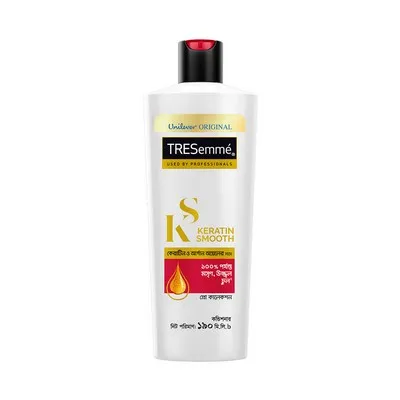 Unilever ORIGINAL
TRESemmé
USED BY PROFESSIONALS
KS
KERATIN
SMOOTH
কেরাটিন ও আর্গান অয়েলের সাথে
১০০% পর্যন্ত
মসৃণ, উজ্জ্বল
চুল*
প্রো কালেকশন
কন্ডিশনার
নিট পরিমাণ: ১৯০ মি.লি.℮